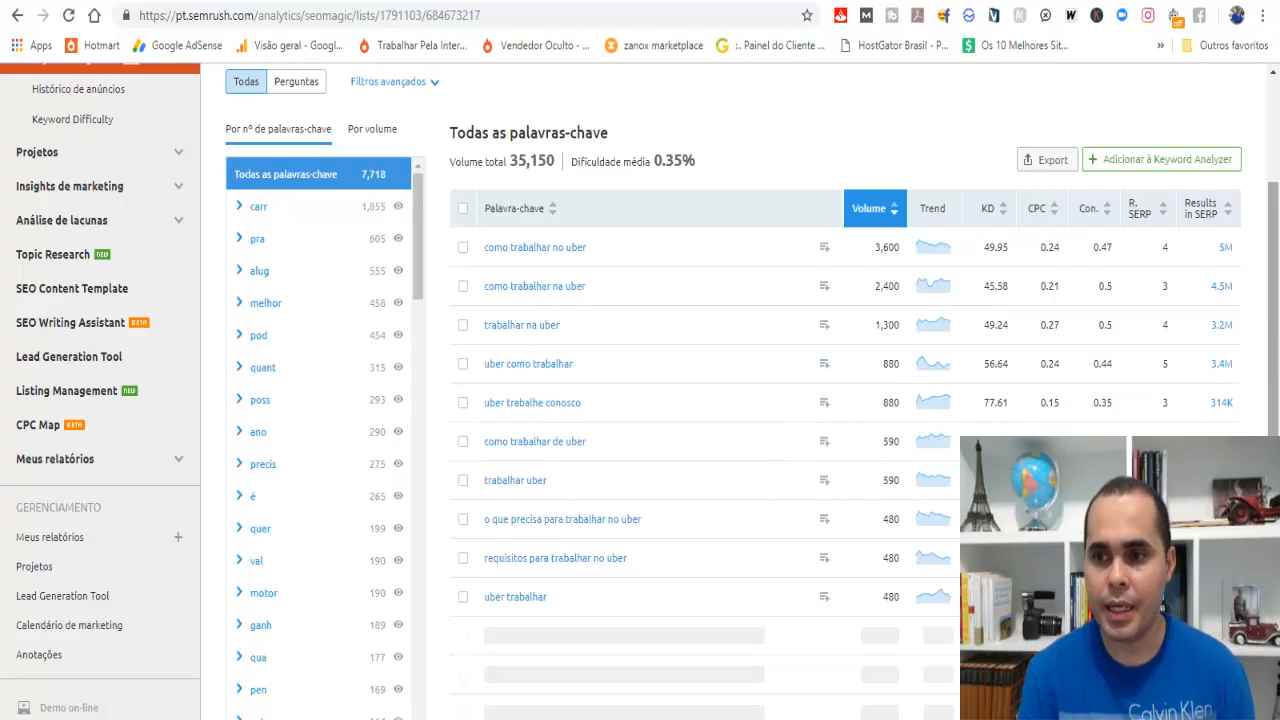 https://pt.semrush.com/analytics/seomagic/list/1791103/684673217
off
Apps
Hotmart
Google AdSense
Visão geral - Googl...
Trabalhar Pela Inter...
Vendedor Oculto - ...
zanox marketplace
:. Painel do Cliente ...
HostGator Brasil - P...
Os 10 Melhores Sit...
»
Outros favoritos
Histórico de anúncios
Keyword Difficulty
Projetos
Insights de marketing
Análise de lacunas
Topic Research NEW
SEO Content Template
SEO Writing Assistant BETA
Lead Generation Tool
Listing Management NEW
CPC Map BETA
Meus relatórios
GERENCIAMENTO
Meus relatórios +
Projetos
Lead Generation Tool
Calendário de marketing
Anotações
Demo on-line
Todas Perguntas Filtros avançados
Por nº de palavras-chave Por volume
Todas as palavras-chave 7,718
carr 1,855
pra 605
alug 555
melhor 458
pod 454
quant 315
poss 293
ano 290
precis 275
é 265
quer 199
val 190
motor 190
ganh 189
qua 177
pen 169
Todas as palavras-chave
Volume total 35,150 Dificuldade média 0.35%
Export
+ Adicionar à Keyword Analyzer
Palavra-chave Volume Trend KD CPC Con. R. SERP Results in SERP
como trabalhar no uber 3,600 49.95 0.24 0.47 4 5M
como trabalhar na uber 2,400 45.58 0.21 0.5 3 4.5M
trabalhar na uber 1,300 49.24 0.27 0.5 4 3.2M
uber como trabalhar 880 56.64 0.24 0.44 5 3.4M
uber trabalhe conosco 880 77.61 0.15 0.35 3 314K
como trabalhar de uber 590
trabalhar uber 590
o que precisa para trabalhar no uber 480
requisitos para trabalhar no uber 480
uber trabalhar 480
Calvin Klein